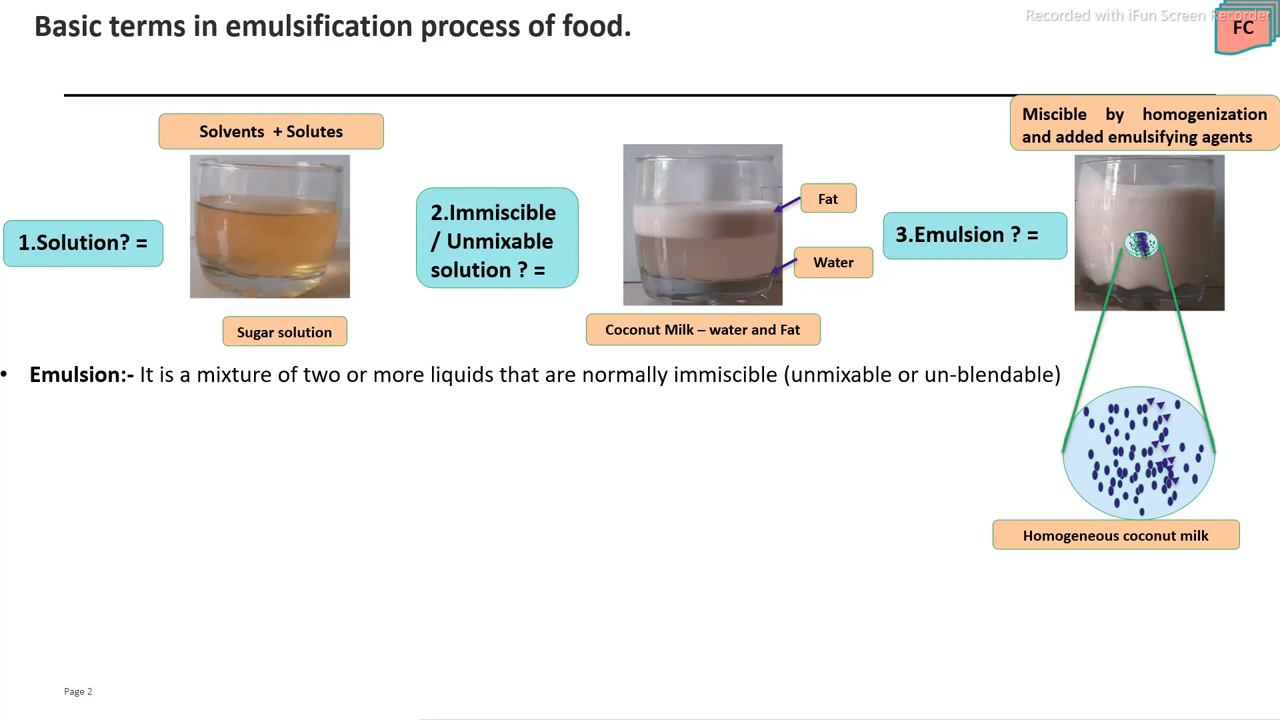 Basic terms in emulsification process of food.
Recorded with iFun Screen Recorder
FC
Solvents + Solutes
1.Solution? =
Sugar solution
2.Immiscible
/ Unmixable
solution ? =
Fat
Water
Coconut Milk – water and Fat
Miscible by homogenization
and added emulsifying agents
3.Emulsion ? =
• Emulsion:- It is a mixture of two or more liquids that are normally immiscible (unmixable or un-blendable)
Homogeneous coconut milk
Page 2